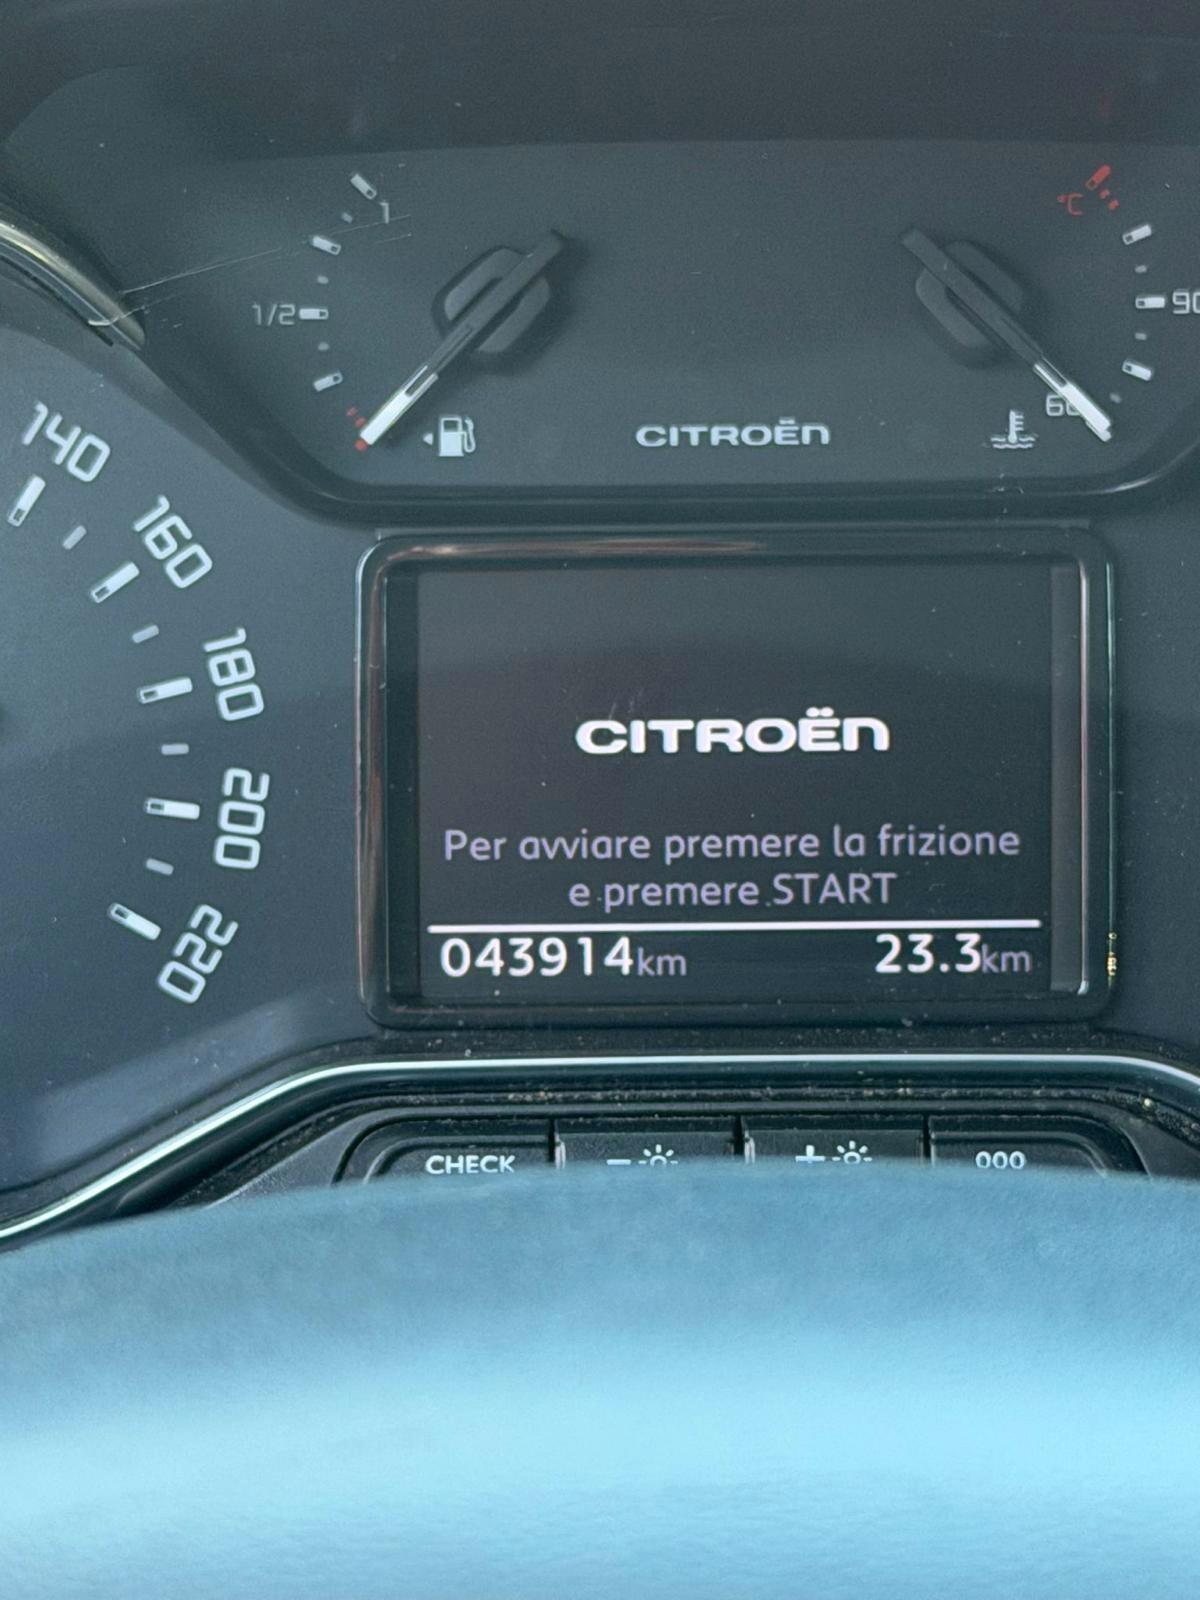 1
°C
1/2
90
60
CITROËN
140
160
180
200
220
CITROËN
Per avviare premere la frizione
e premere START
043914km 23.3km
CHECK - + 000